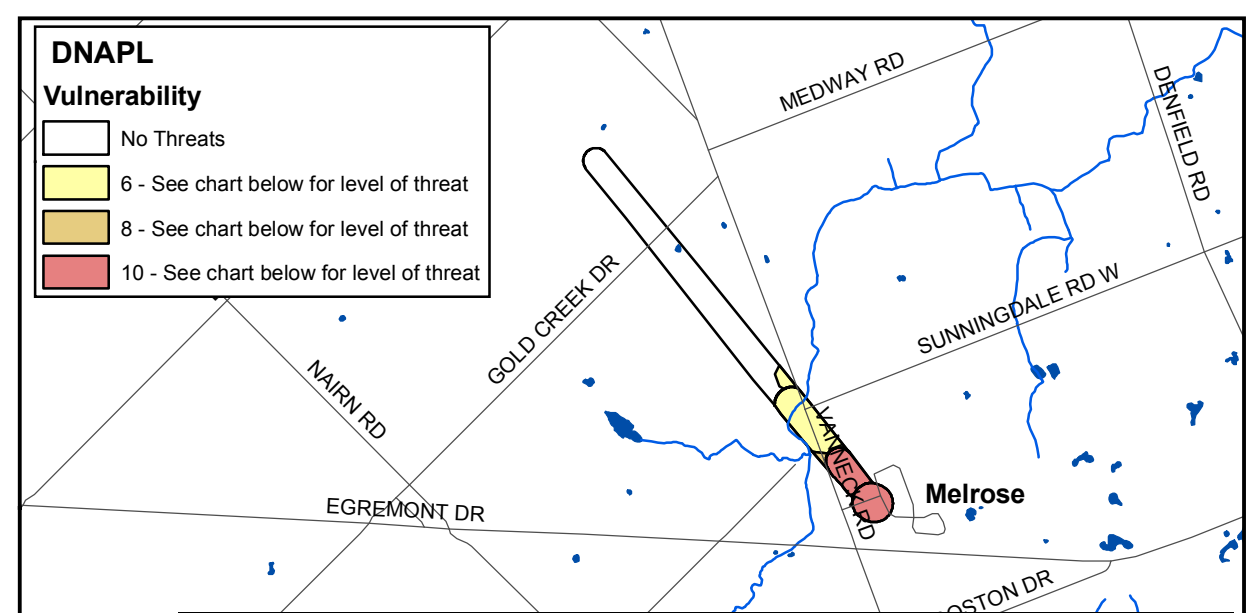 DNAPL
Vulnerability
No Threats
6 - See chart below for level of threat
8 - See chart below for level of threat
10 - See chart below for level of threat
MEDWAY RD
DENFIELD RD
GOLD CREEK DR
SUNNINGDALE RD W
NAIRN RD
VANNECK RD
Melrose
EGREMONT DR
OSTON DR